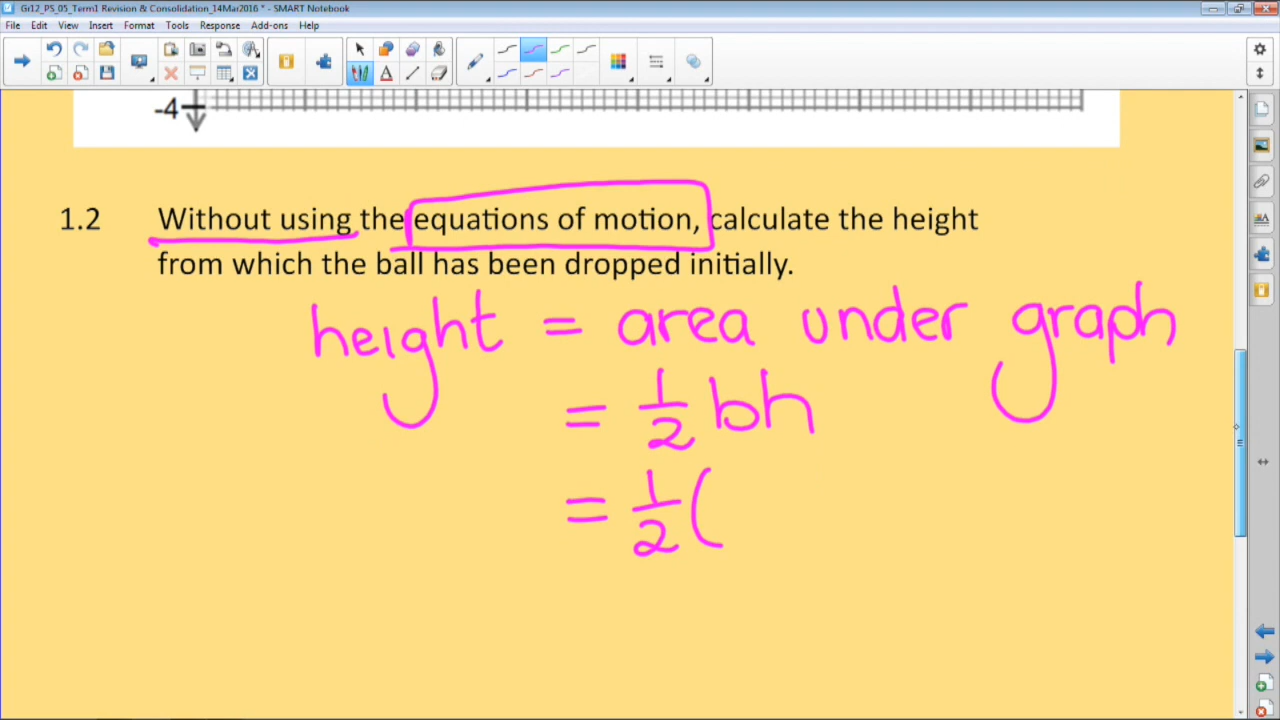 Gr12_PS_05_Term1 Revision & Consolidation_14Mar2016 * - SMART Notebook
File Edit View Insert Format Tools Response Add-ons Help
-4
1.2 Without using the equations of motion, calculate the height
from which the ball has been dropped initially.
height = area under graph
= 1/2 bh
= 1/2 (